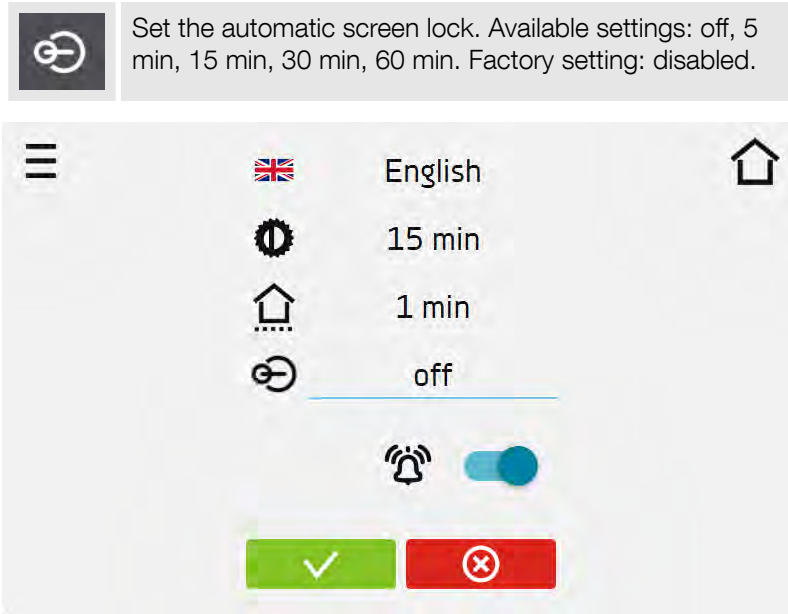 Set the automatic screen lock. Available settings: off, 5
min, 15 min, 30 min, 60 min. Factory setting: disabled.
English
15 min
1 min
off